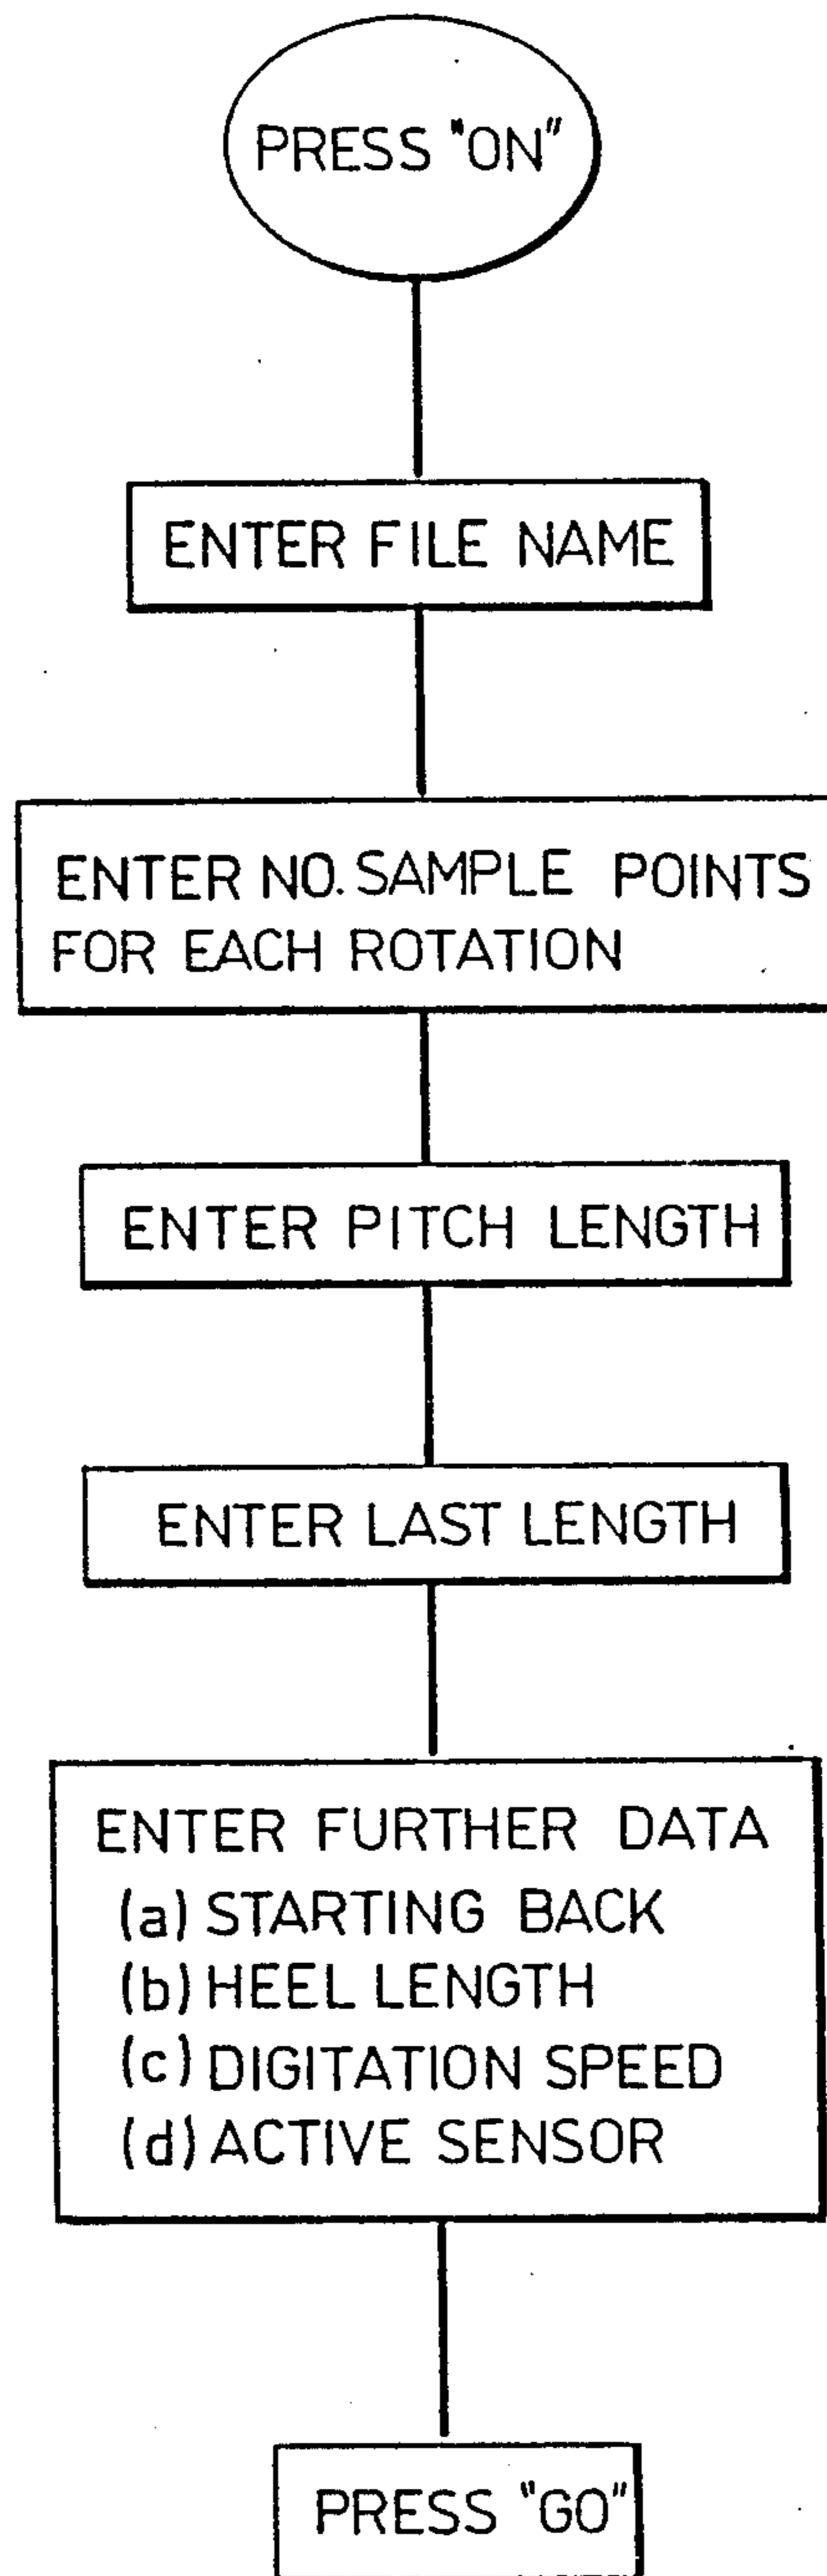 PRESS "ON"
ENTER FILE NAME
ENTER NO. SAMPLE POINTS
FOR EACH ROTATION
ENTER PITCH LENGTH
ENTER LAST LENGTH
ENTER FURTHER DATA
(a) STARTING BACK
(b) HEEL LENGTH
(c) DIGITATION SPEED
(d) ACTIVE SENSOR
PRESS "GO"